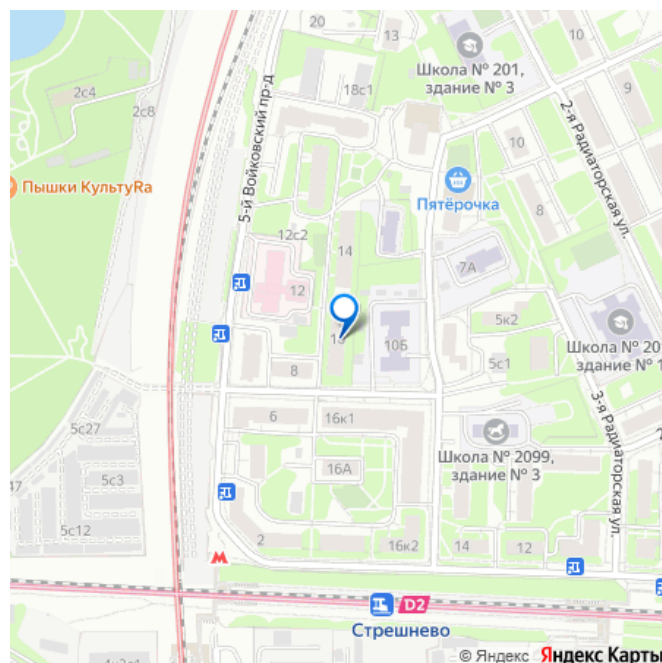 20
13
Школа № 201,
здание № 3
2с4
2с8
18с1
9
5-й Войковский пр-д
2-я Радиаторская ул.
10
Пышки КультуRa
Пятёрочка
8
12с2
14
7А
12
5к2
10Б
Школа № 20
здание № 1
8
5с1
6
16к1
3-я Радиаторская ул.
5с27
Школа № 2099,
здание № 3
16А
47
5с3
5с12
2
16к2
14
12
D2
Стрешнево
© Яндекс Яндекс Карты